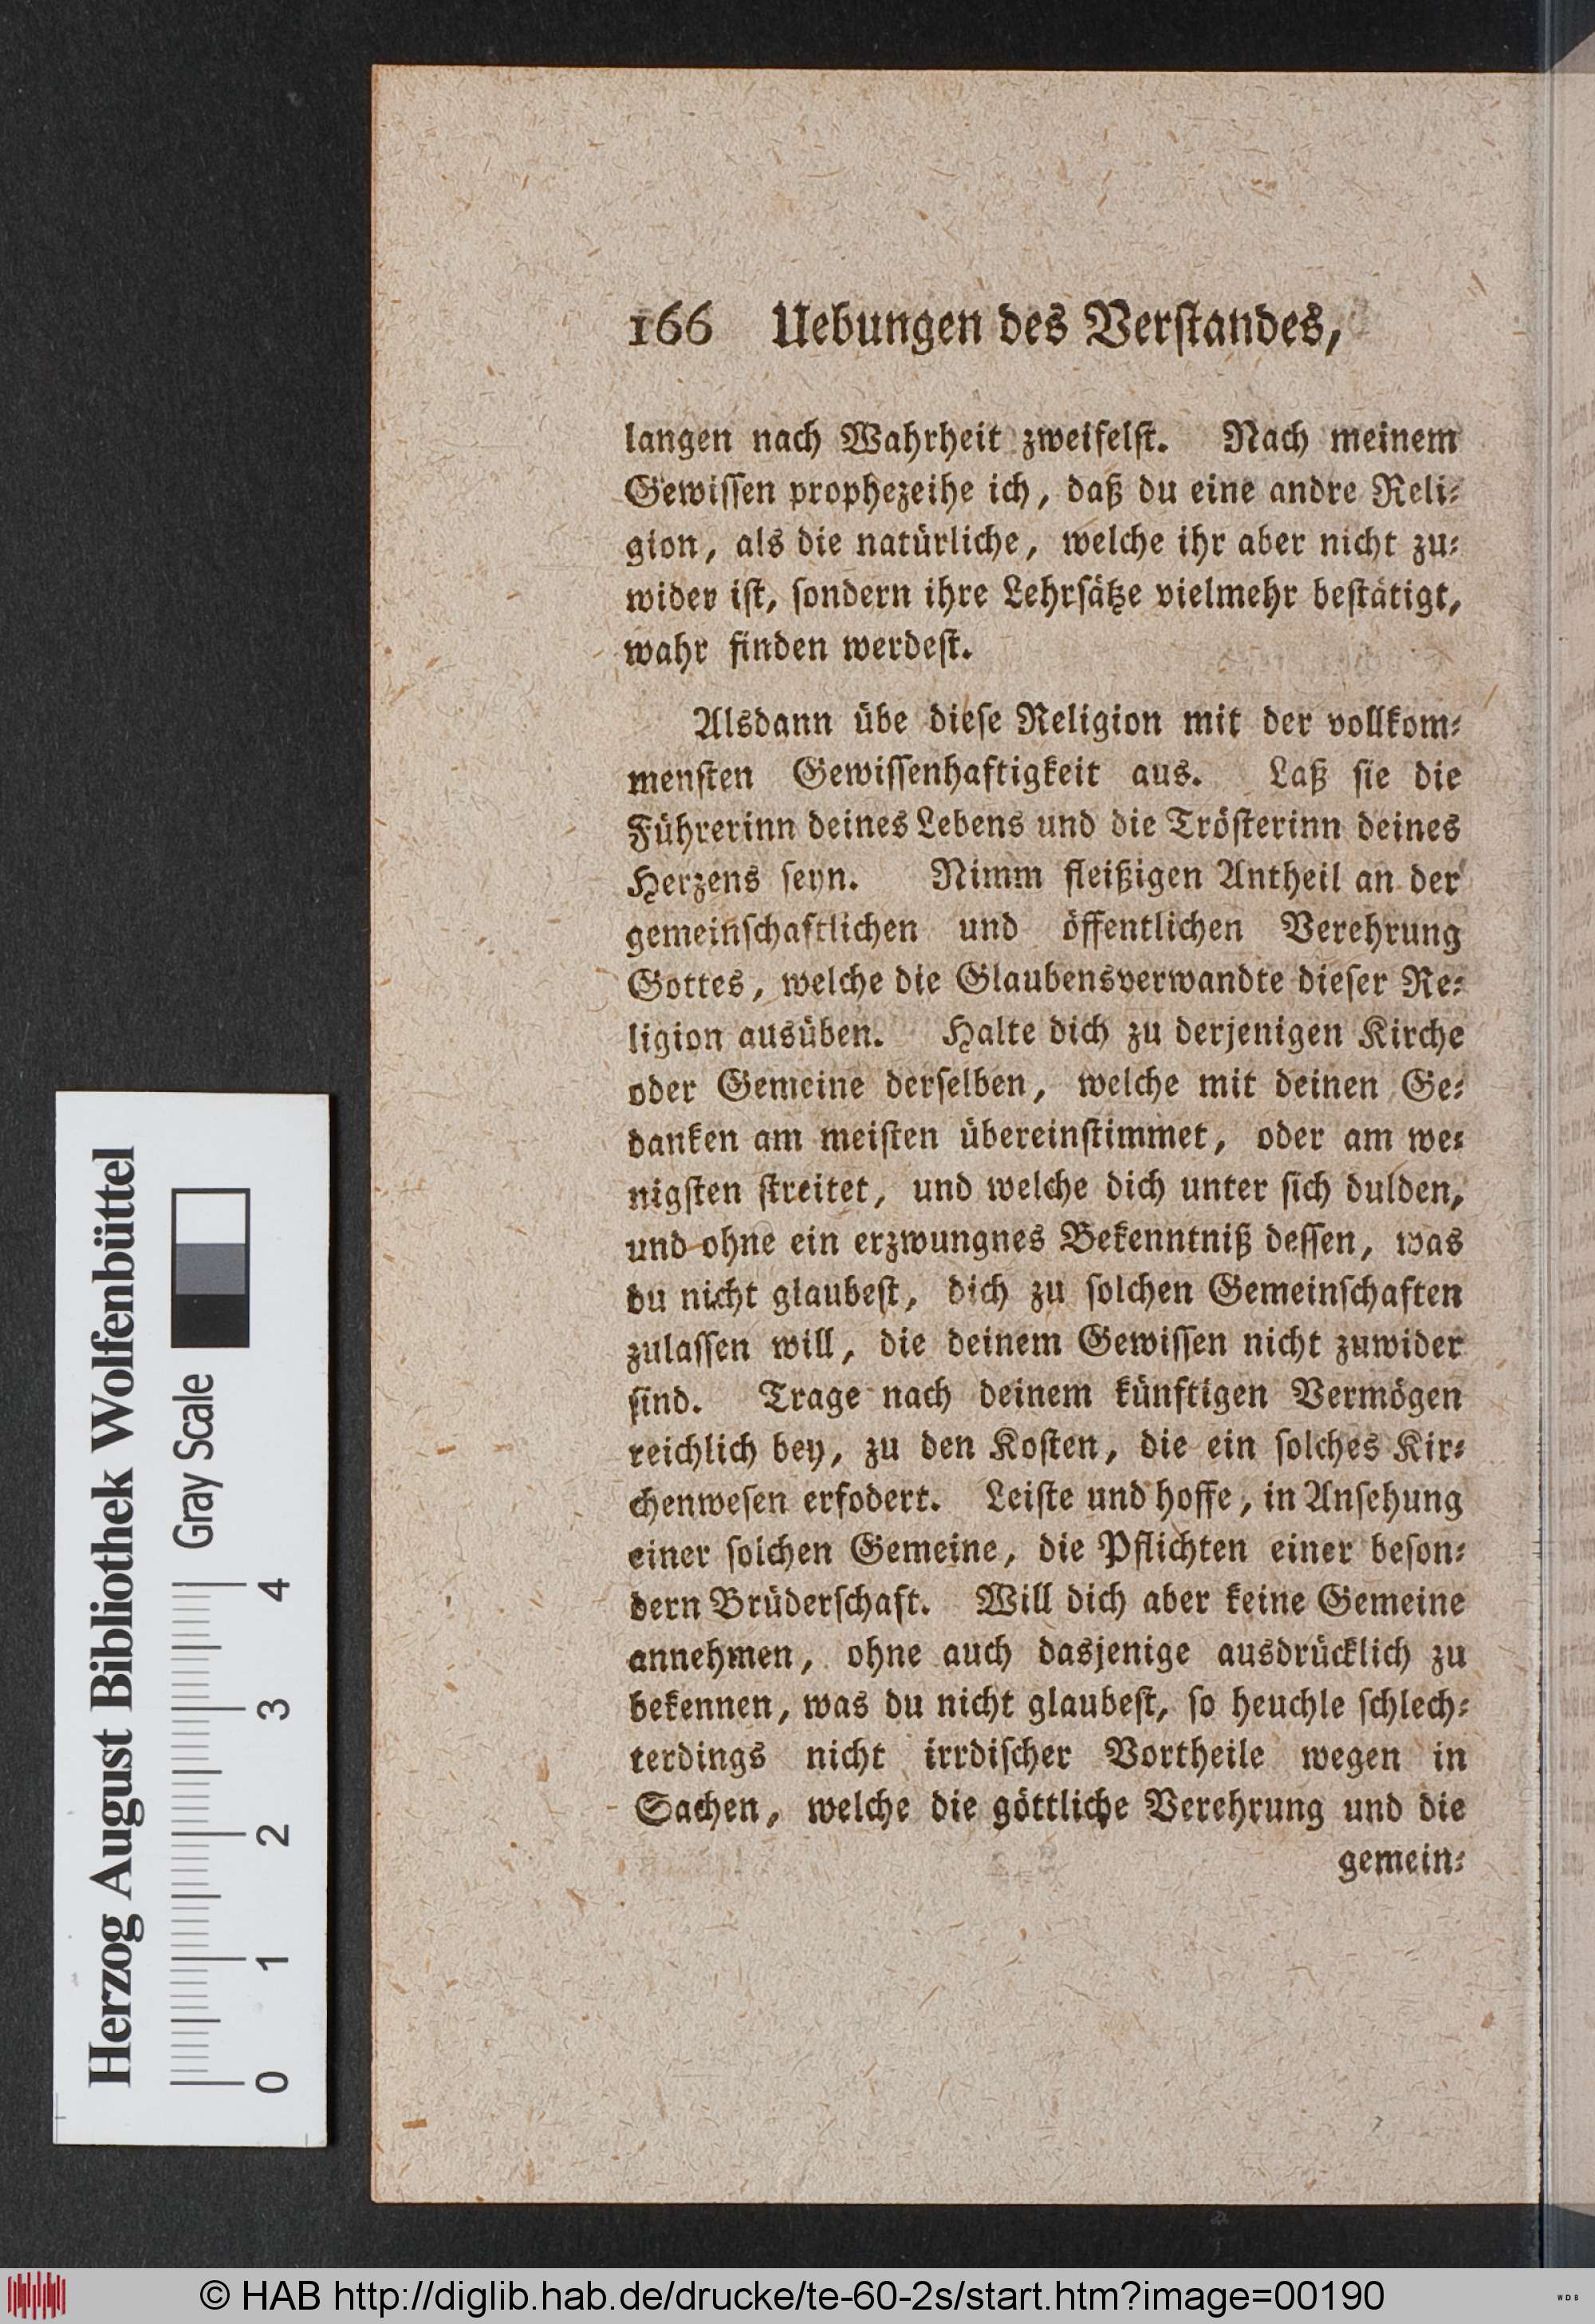 166 Uebungen des Verſtandes,
langen nach Wahrheit zweifelſt. Nach meinem
Gewiſſen prophezeihe ich, daß du eine andre Reli⸗
gion, als die natürliche, welche ihr aber nicht zu⸗
wider iſt, ſondern ihre Lehrſätze vielmehr beſtätigt,
wahr finden werdeſt.
Alsdann übe dieſe Religion mit der vollkom⸗
menſten Gewiſſenhaftigkeit aus. Laß ſie die
Führerinn deines Lebens und die Tröſterinn deines
Herzens ſeyn. Nimm fleißigen Antheil an der
gemeinſchaftlichen und öffentlichen Verehrung
Gottes, welche die Glaubensverwandte dieſer Re⸗
ligion ausüben. Halte dich zu derjenigen Kirche
oder Gemeine derſelben, welche mit deinen Ge⸗
danken am meiſten übereinſtimmet, oder am we⸗
nigſten ſtreitet, und welche dich unter ſich dulden,
und ohne ein erzwungnes Bekenntniß deſſen, was
du nicht glaubeſt, dich zu ſolchen Gemeinſchaften
zulaſſen will, die deinem Gewiſſen nicht zuwider
ſind. Trage nach deinem künftigen Vermögen
reichlich bey, zu den Koſten, die ein ſolches Kir⸗
chenweſen erfodert. Leiſte und hoffe, in Anſehung
einer ſolchen Gemeine, die Pflichten einer beſon⸗
dern Brüderſchaft. Will dich aber keine Gemeine
annehmen, ohne auch dasjenige ausdrücklich zu
bekennen, was du nicht glaubeſt, ſo heuchle ſchlech⸗
terdings nicht irrdiſcher Vortheile wegen in
Sachen, welche die göttliche Verehrung und die
gemein⸗
Herzog August Bibliothek Wolfenbüttel
Gray Scale
0 1 2 3 4
© HAB http://diglib.hab.de/drucke/te-60-2s/start.htm?image=00190
WDB